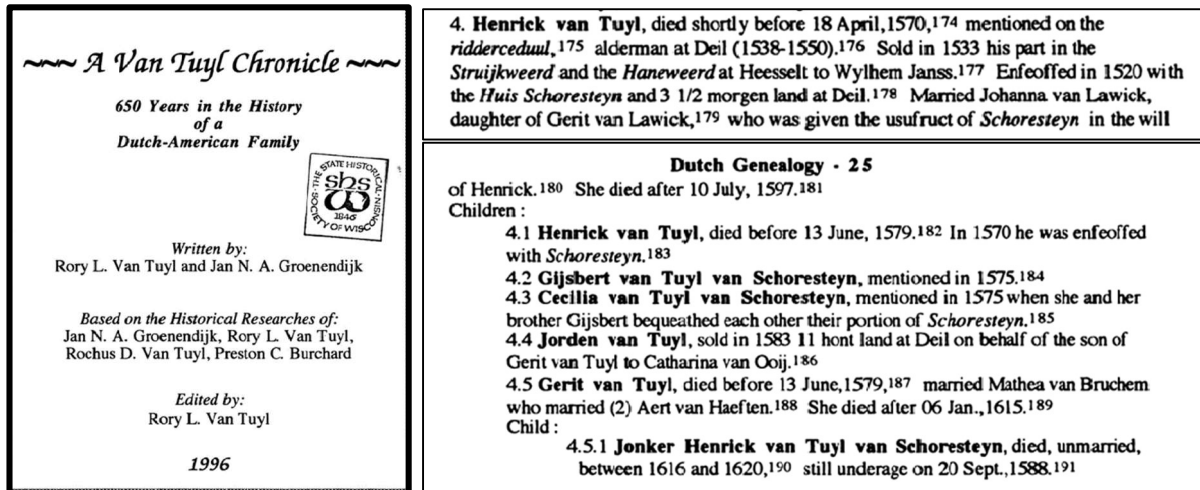 ~~~ A Van Tuyl Chronicle ~~~
650 Years in the History
of a
Dutch-American Family
THE STATE HISTORICAL
SOCIETY OF WISCONSIN
shs
1846
Written by:
Rory L. Van Tuyl and Jan N. A. Groenendijk
Based on the Historical Researches of:
Jan N. A. Groenendijk, Rory L. Van Tuyl,
Rochus D. Van Tuyl, Preston C. Burchard
Edited by:
Rory L. Van Tuyl
1996
4. Henrick van Tuyl, died shortly before 18 April,1570,174 mentioned on the
ridderceduul,175 alderman at Deil (1538-1550).176 Sold in 1533 his part in the
Struijkweerd and the Haneweerd at Heesselt to Wylhem Janss.177 Enfeoffed in 1520 with
the Huis Schoresteyn and 3 1/2 morgen land at Deil.178 Married Johanna van Lawick,
daughter of Gerit van Lawick,179 who was given the usufruct of Schoresteyn in the will
Dutch Genealogy - 25
of Henrick.180 She died after 10 July, 1597.181
Children :
4.1 Henrick van Tuyl, died before 13 June, 1579.182 In 1570 he was enfeoffed
with Schoresteyn.183
4.2 Gijsbert van Tuyl van Schoresteyn, mentioned in 1575.184
4.3 Cecilia van Tuyl van Schoresteyn, mentioned in 1575 when she and her
brother Gijsbert bequeathed each other their portion of Schoresteyn.185
4.4 Jorden van Tuyl, sold in 1583 11 hont land at Deil on behalf of the son of
Gerit van Tuyl to Catharina van Ooij.186
4.5 Gerit van Tuyl, died before 13 June,1579,187 married Mathea van Bruchem
who married (2) Aert van Haeften.188 She died after 06 Jan.,1615.189
Child :
4.5.1 Jonker Henrick van Tuyl van Schoresteyn, died, unmarried,
between 1616 and 1620,190 still underage on 20 Sept.,1588.191